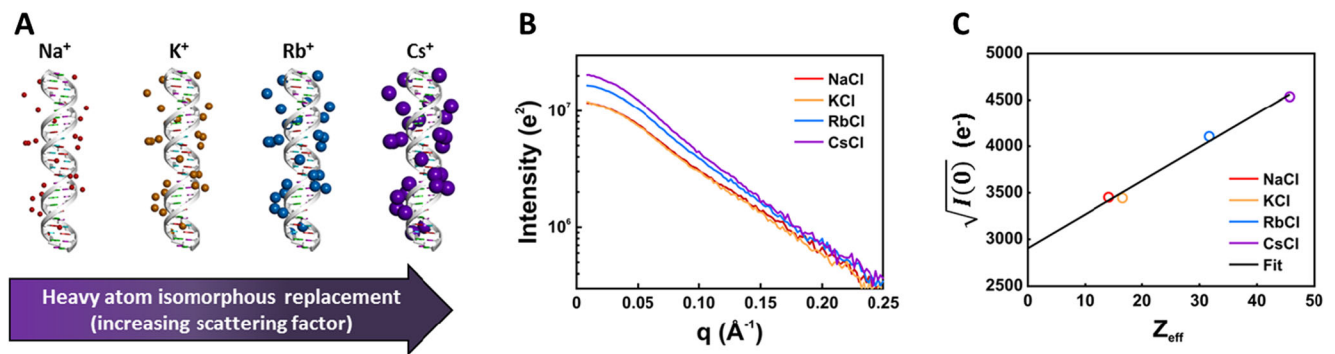 A
Na⁺ K⁺ Rb⁺ Cs⁺
Heavy atom isomorphous replacement
(increasing scattering factor)
B
Intensity (e²)
10⁷
10⁶
NaCl
KCl
RbCl
CsCl
0 0.05 0.10 0.15 0.20 0.25
q (Å⁻¹)
C
√I(0) (e⁻)
5000
4500
4000
3500
3000
2500
NaCl
KCl
RbCl
CsCl
Fit
0 10 20 30 40 50
Z_eff